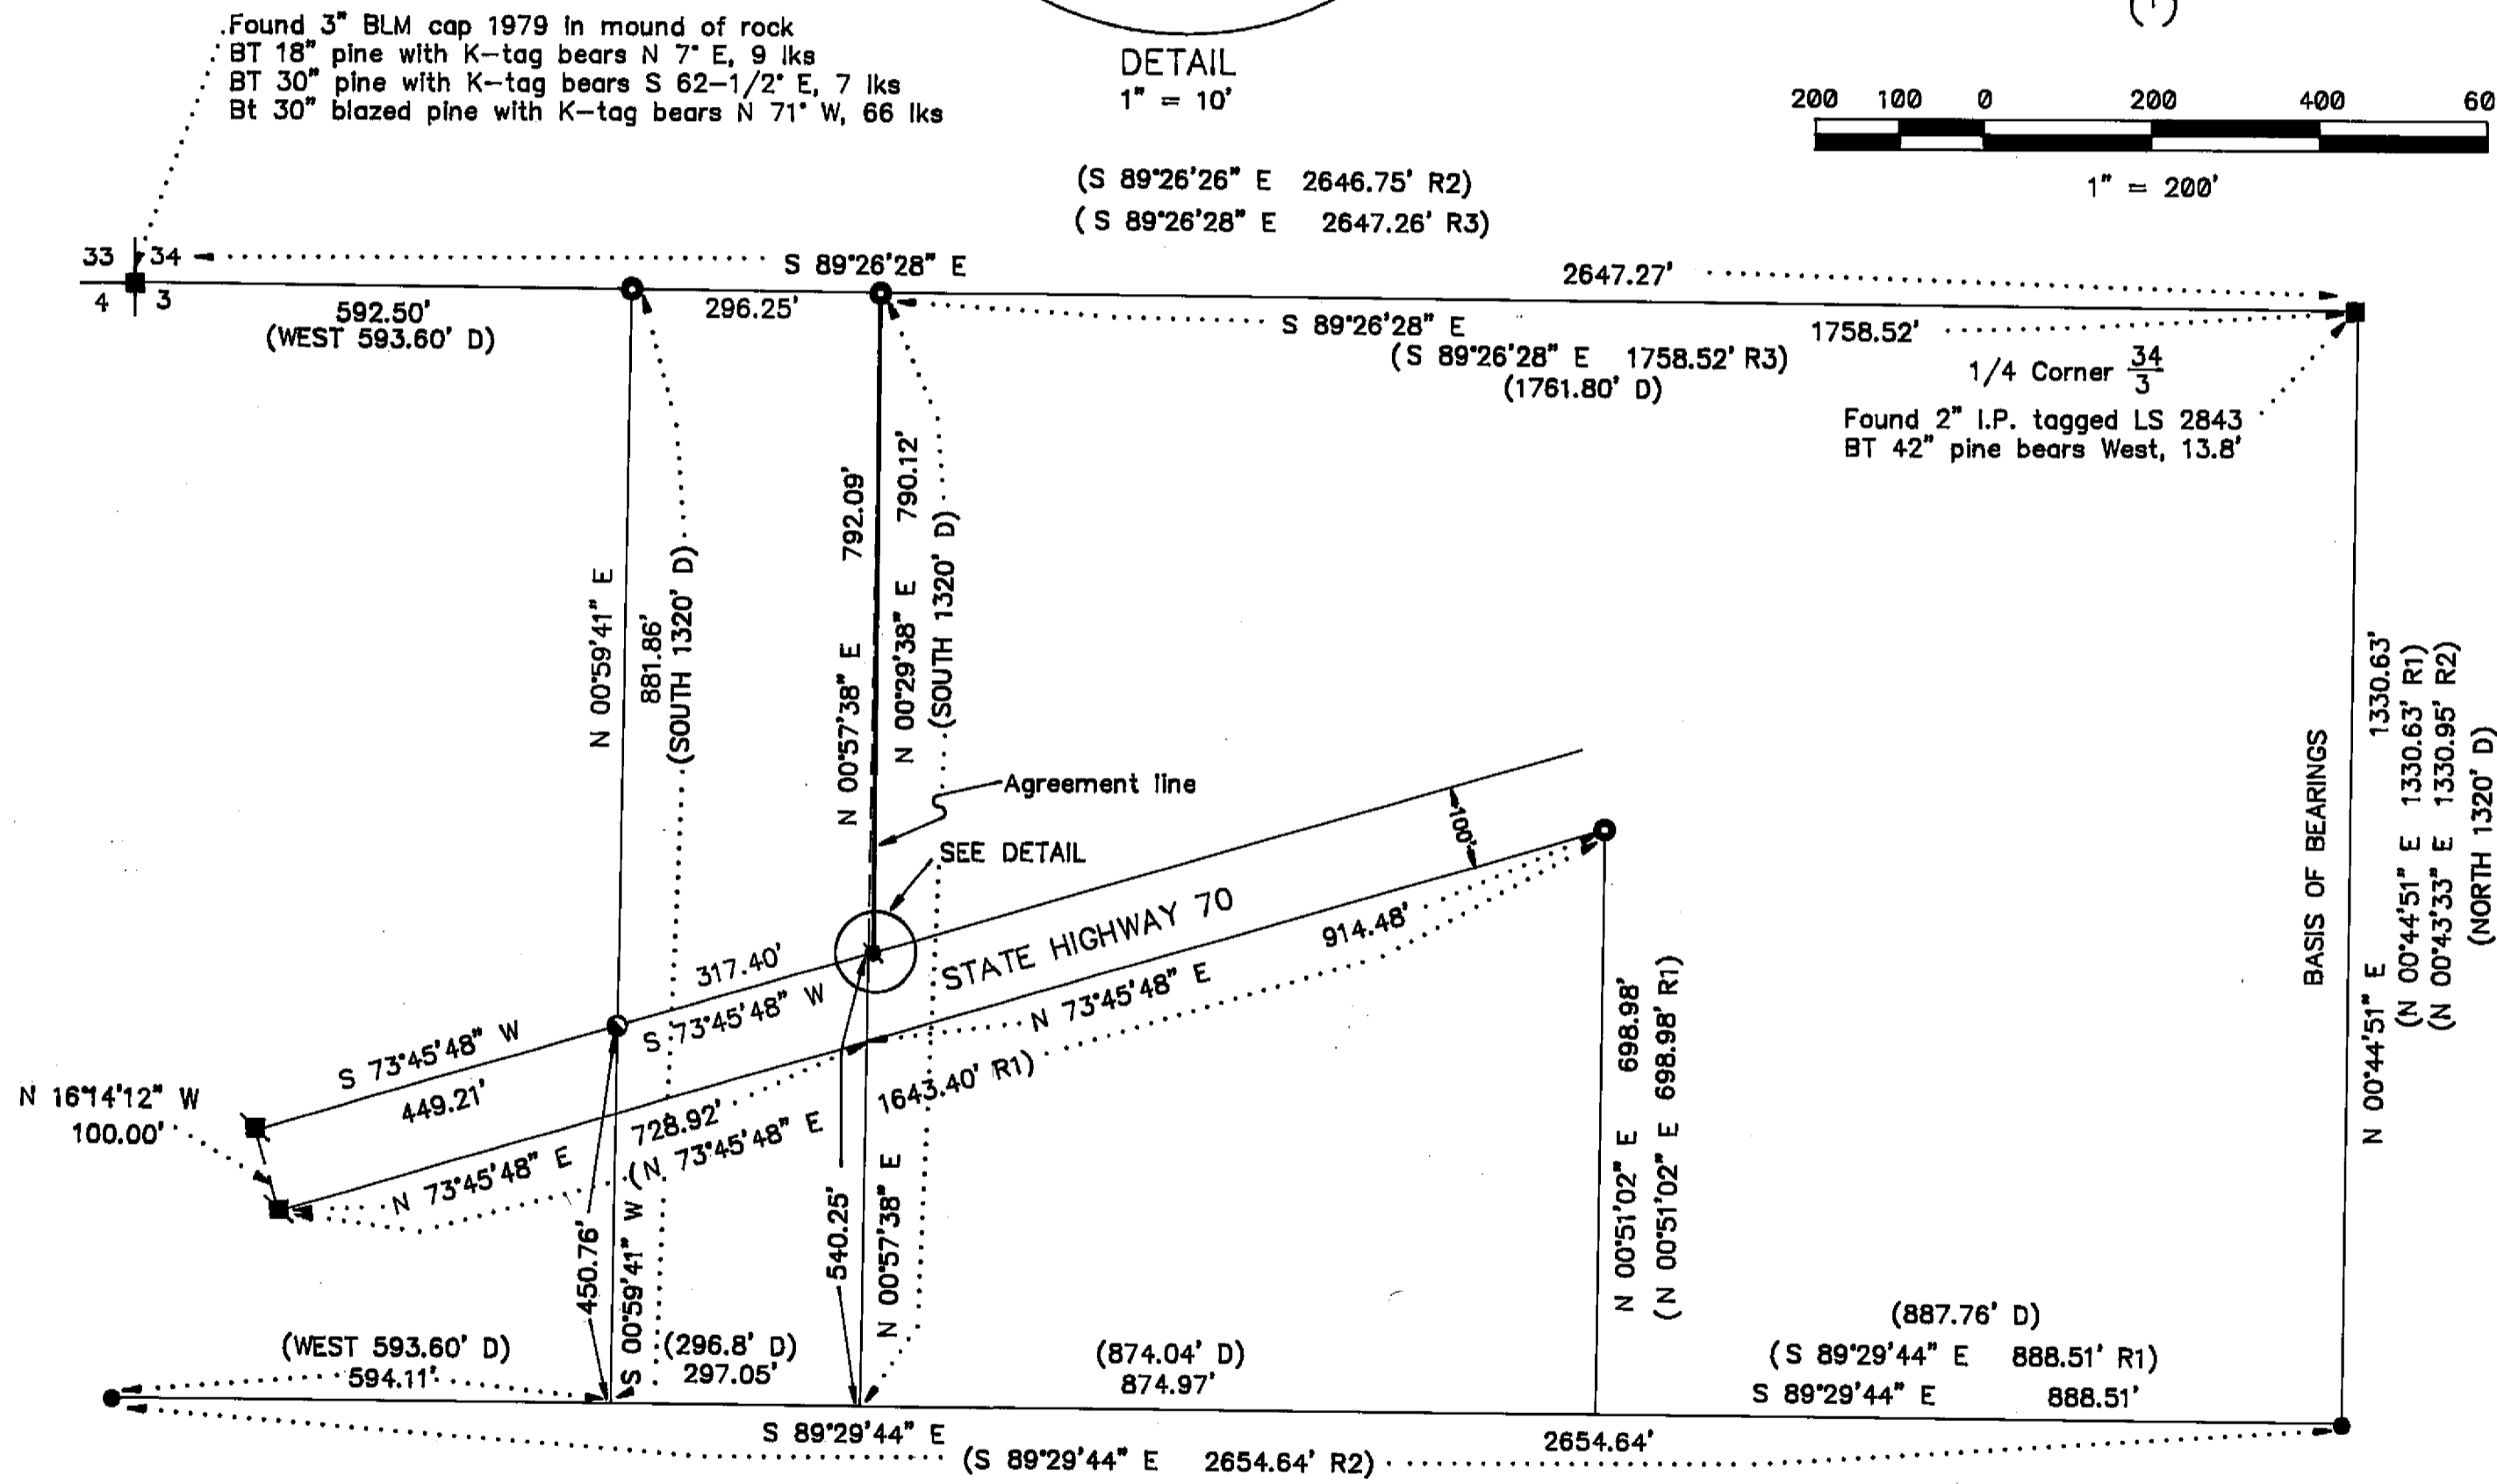 Found 3" BLM cap 1979 in mound of rock
BT 18" pine with K-tag bears N 7° E, 9 lks
BT 30" pine with K-tag bears S 62-1/2° E, 7 lks
Bt 30" blazed pine with K-tag bears N 71° W, 66 lks
DETAIL
1" = 10'
200 100 0 200 400 60
1" = 200'
(S 89°26'26" E 2646.75' R2)
(S 89°26'28" E 2647.26' R3)
33 34
4 3
S 89°26'28" E
2647.27'
592.50'
(WEST 593.60' D)
296.25'
S 89°26'28" E
1758.52'
(S 89°26'28" E 1758.52' R3)
(1761.80' D)
1/4 Corner 34/3
Found 2" I.P. tagged LS 2843
BT 42" pine bears West, 13.8'
N 00°59'41" E
881.86'
(SOUTH 1320' D)
N 00°57'38" E 792.09'
N 00°29'38" E 790.12'
(SOUTH 1320' D)
Agreement line
SEE DETAIL
100'
STATE HIGHWAY 70
914.48'
N 73°45'48" E
317.40'
S 73°45'48" W
S 73°45'48" W
449.21'
N 16°14'12" W
100.00'
728.92'
N 73°45'48" E
(N 73°45'48" E 1643.40' R1)
450.76'
S 00°59'41" W
540.25'
N 00°57'38" E
N 00°51'02" E 698.98'
(N 00°51'02" E 698.98' R1)
BASIS OF BEARINGS
N 00°44'51" E 1330.63'
(N 00°44'51" E 1330.63' R1)
(N 00°43'33" E 1330.95' R2)
(NORTH 1320' D)
(WEST 593.60' D)
594.11'
(296.8' D)
297.05'
(874.04' D)
874.97'
(887.76' D)
(S 89°29'44" E 888.51' R1)
S 89°29'44" E 888.51'
S 89°29'44" E
2654.64'
(S 89°29'44" E 2654.64' R2)